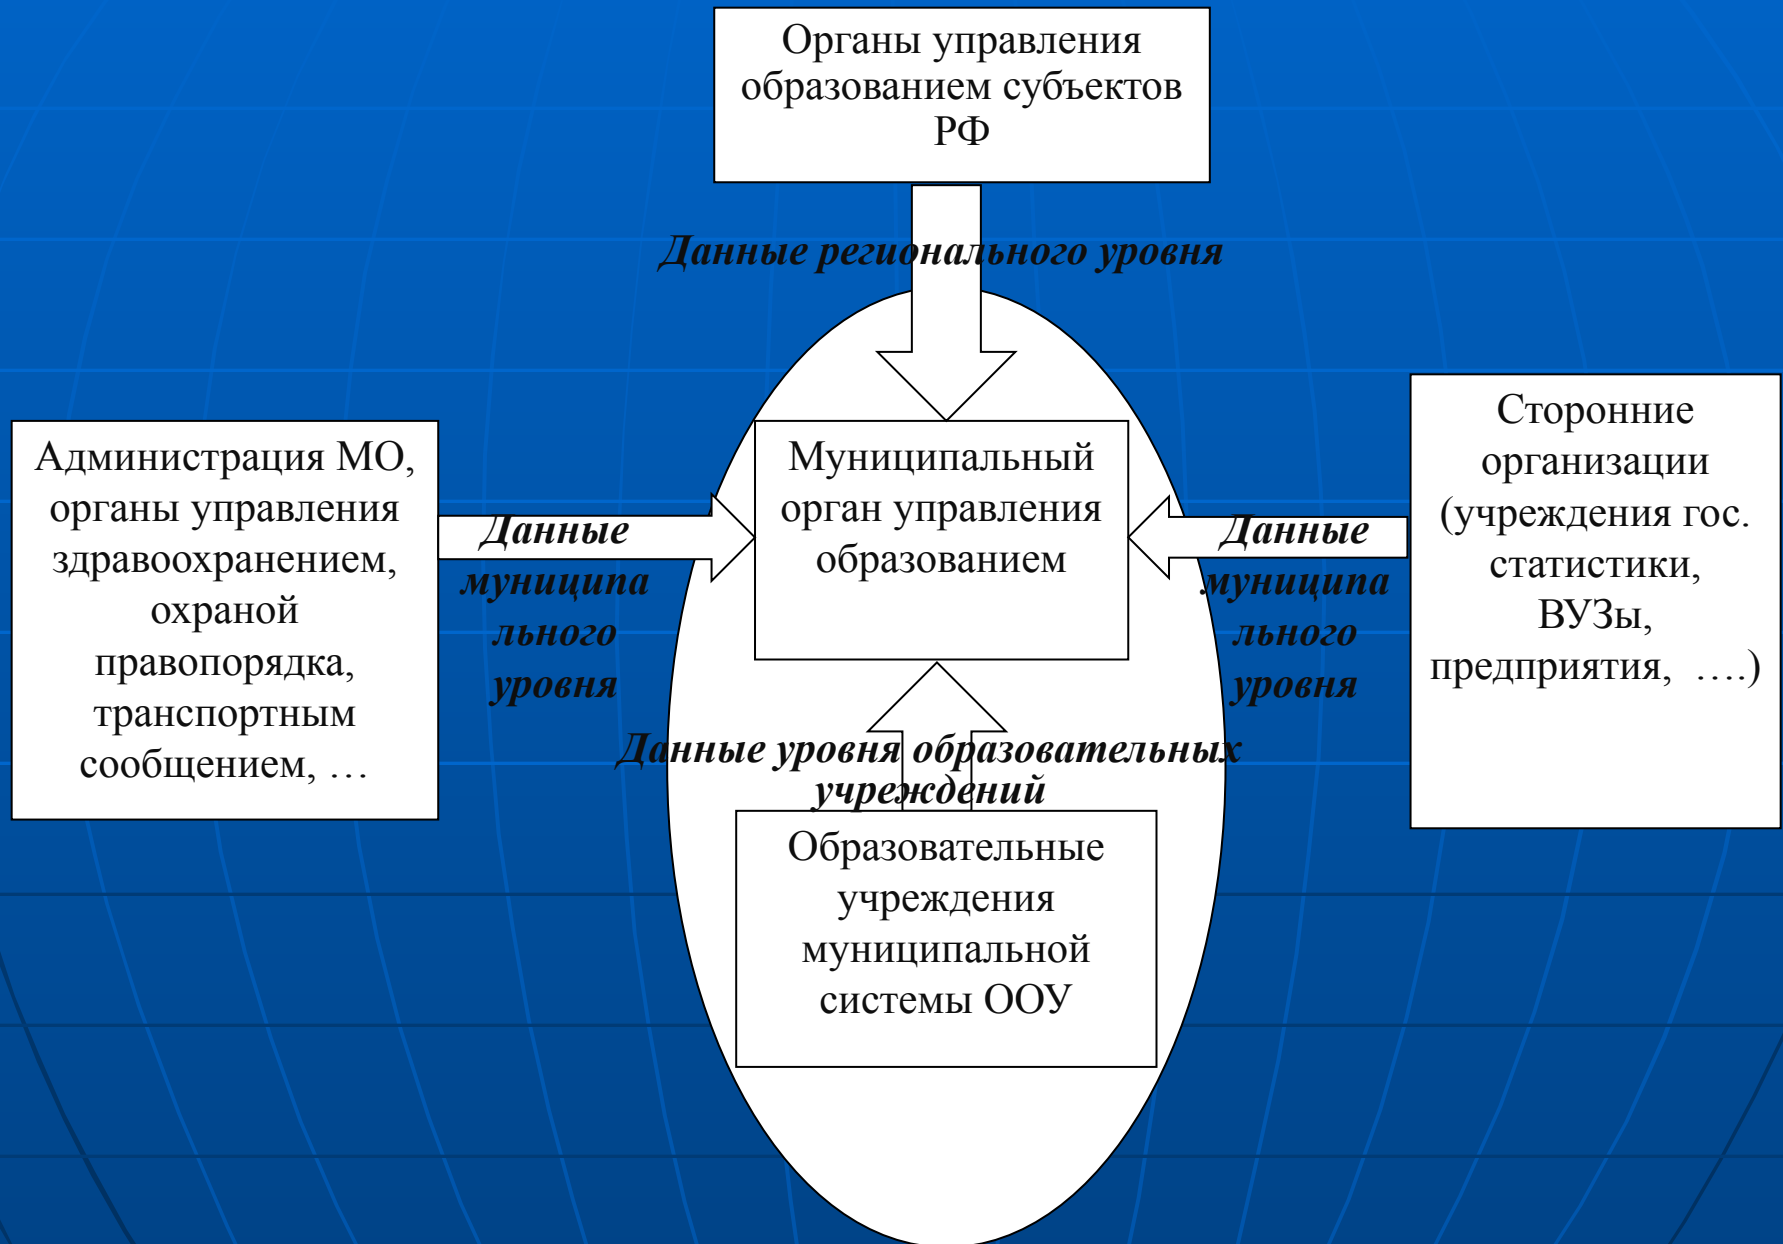 Органы управления
образованием субъектов
РФ
Данные регионального уровня
Администрация МО,
органы управления
здравоохранением,
охраной
правопорядка,
транспортным
сообщением, …
Данные
муниципа
льного
уровня
Муниципальный
орган управления
образованием
Данные
муниципа
льного
уровня
Сторонние
организации
(учреждения гос.
статистики,
ВУЗы,
предприятия, ….)
Данные уровня образовательных
учреждений
Образовательные
учреждения
муниципальной
системы ООУ